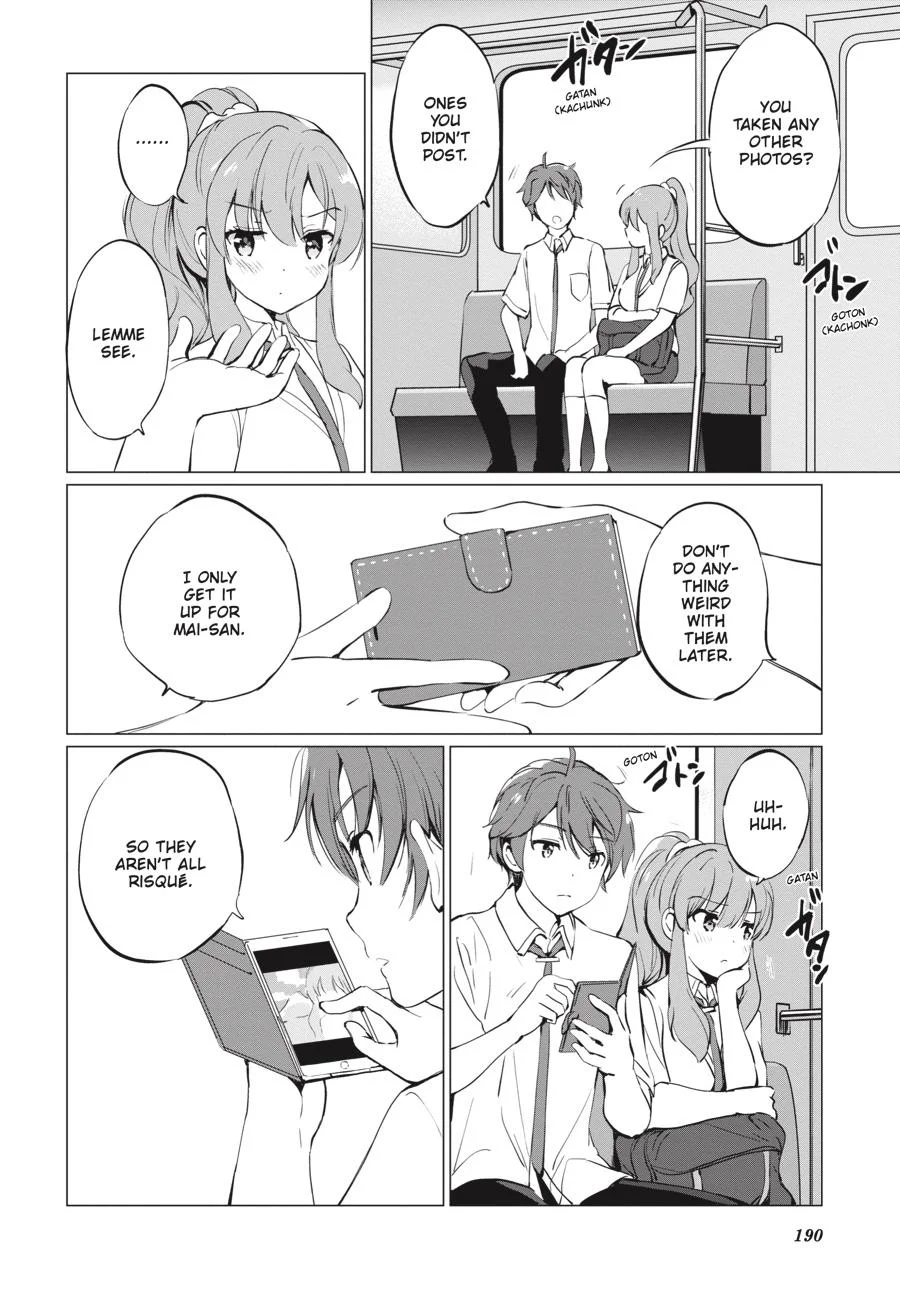 YOU
TAKEN ANY
OTHER
PHOTOS?
ONES
YOU
DIDN'T
POST.
ガタン
GATAN
(KACHUNK)
ゴトン
GOTON
(KACHONK)
......
LEMME
SEE.
DON'T
DO ANY-
THING
WEIRD
WITH
THEM
LATER.
I ONLY
GET IT
UP FOR
MAI-SAN.
UH-
HUH.
GOTON
ゴトン
GATAN
ガタン
SO THEY
AREN'T ALL
RISQUÉ.
190